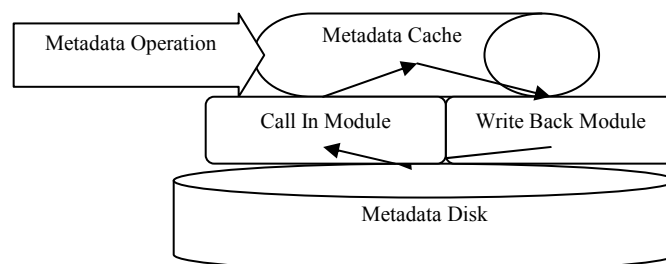 Metadata Operation
Metadata Cache
Call In Module
Write Back Module
Metadata Disk